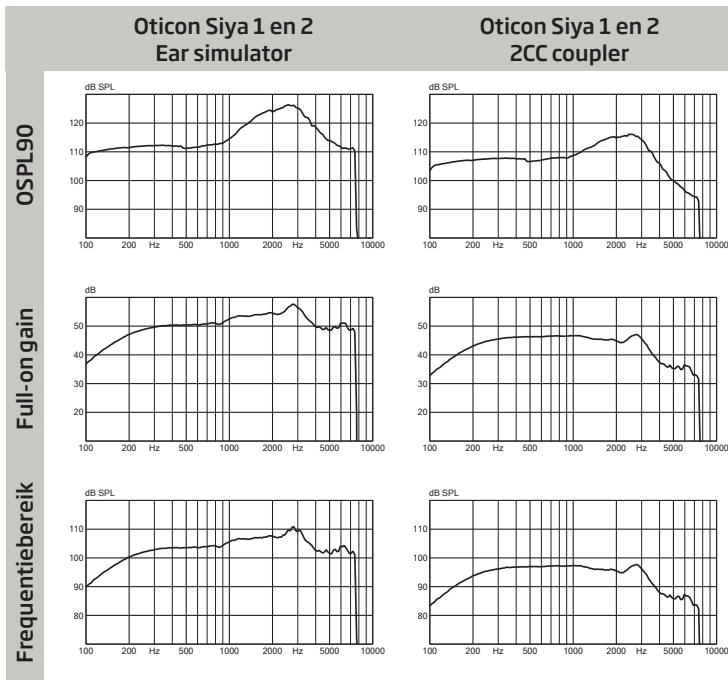 Oticon Siya 1 en 2
Ear simulator
Oticon Siya 1 en 2
2CC coupler
OSPL90
dB SPL
120
110
100
90
100 200 Hz 500 1000 2000 Hz 5000 10000
dB SPL
120
110
100
90
100 200 Hz 500 1000 2000 Hz 5000 10000
Full-on gain
dB
50
40
30
20
100 200 Hz 500 1000 2000 Hz 5000 10000
dB
50
40
30
20
100 200 Hz 500 1000 2000 Hz 5000 10000
Frequentiebereik
dB SPL
110
100
90
80
100 200 Hz 500 1000 2000 Hz 5000 10000
dB SPL
110
100
90
80
100 200 Hz 500 1000 2000 Hz 5000 10000